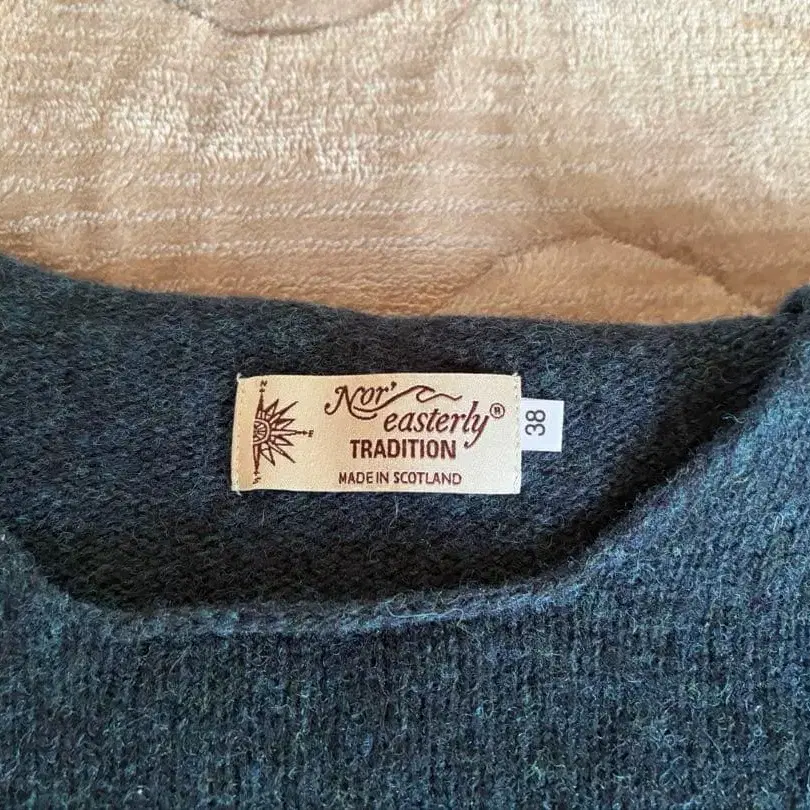 Nor'
easterly®
TRADITION
MADE IN SCOTLAND
38
N
E